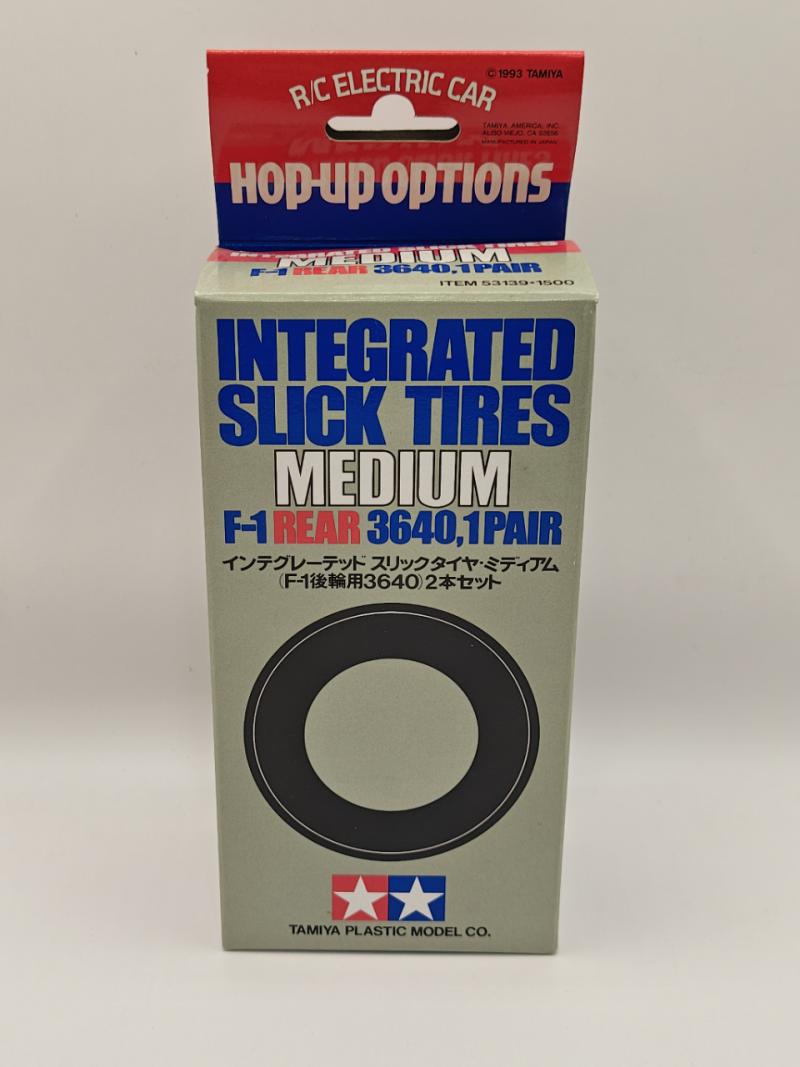 R/C ELECTRIC CAR
©1993 TAMIYA
TAMIYA AMERICA, INC.
ALISO VIEJO, CA 92656
MANUFACTURED IN JAPAN
HOP-UP OPTIONS
INTEGRATED SLICK TIRES
MEDIUM
F-1 REAR 3640,1PAIR
ITEM 53139•1500
INTEGRATED
SLICK TIRES
MEDIUM
F-1 REAR 3640,1PAIR
インテグレーテッド スリックタイヤ・ミディアム
(F-1後輪用3640)2本セット
TAMIYA PLASTIC MODEL CO.